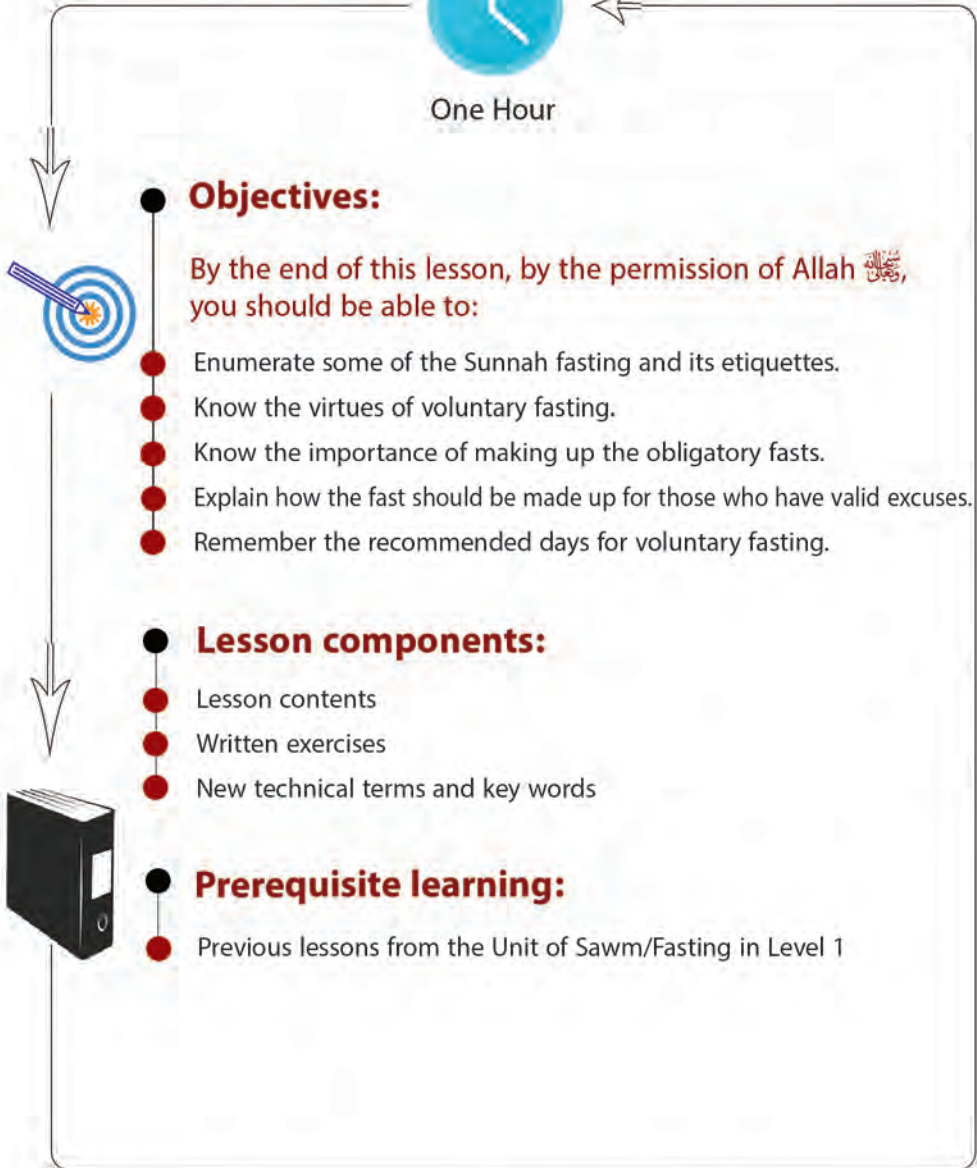 One Hour
Objectives:
By the end of this lesson, by the permission of Allah سُبْحَانَهُ وَتَعَالَىٰ,
you should be able to:
Enumerate some of the Sunnah fasting and its etiquettes.
Know the virtues of voluntary fasting.
Know the importance of making up the obligatory fasts.
Explain how the fast should be made up for those who have valid excuses.
Remember the recommended days for voluntary fasting.
Lesson components:
Lesson contents
Written exercises
New technical terms and key words
Prerequisite learning:
Previous lessons from the Unit of Sawm/Fasting in Level 1